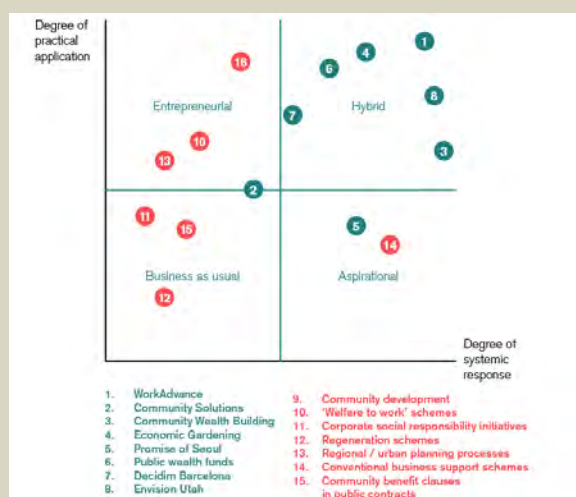 Degree of
practical
application
16
1
4
6
8
Entrepreneurial
Hybrid
7
10
13
3
2
11
15
5
14
Business as usual
Aspirational
12
Degree of
systemic
response
1. WorkAdvance
2. Community Solutions
3. Community Wealth Building
4. Economic Gardening
5. Promise of Seoul
6. Public wealth funds
7. Decidim Barcelona
8. Envision Utah
9. Community development
10. 'Welfare to work' schemes
11. Corporate social responsibility initiatives
12. Regeneration schemes
13. Regional / urban planning processes
14. Conventional business support schemes
15. Community benefit clauses
in public contracts